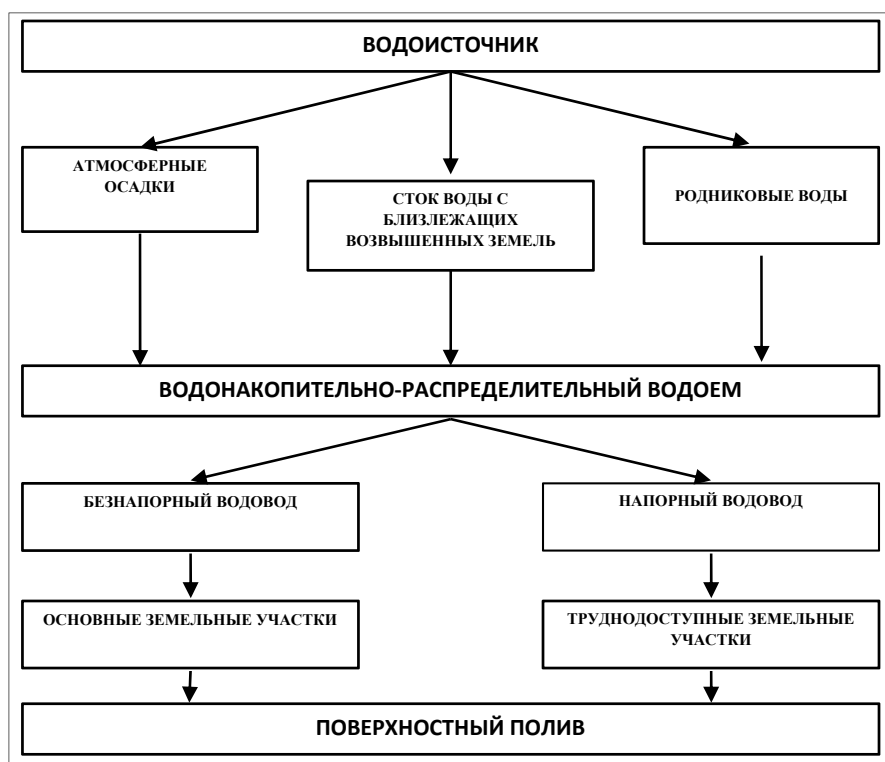 ВОДОИСТОЧНИК
АТМОСФЕРНЫЕ
ОСАДКИ
СТОК ВОДЫ С
БЛИЗЛЕЖАЩИХ
ВОЗВЫШЕННЫХ ЗЕМЕЛЬ
РОДНИКОВЫЕ ВОДЫ
ВОДОНАКОПИТЕЛЬНО-РАСПРЕДЕЛИТЕЛЬНЫЙ ВОДОЕМ
БЕЗНАПОРНЫЙ ВОДОВОД
НАПОРНЫЙ ВОДОВОД
ОСНОВНЫЕ ЗЕМЕЛЬНЫЕ УЧАСТКИ
ТРУДНОДОСТУПНЫЕ ЗЕМЕЛЬНЫЕ
УЧАСТКИ
ПОВЕРХНОСТНЫЙ ПОЛИВ